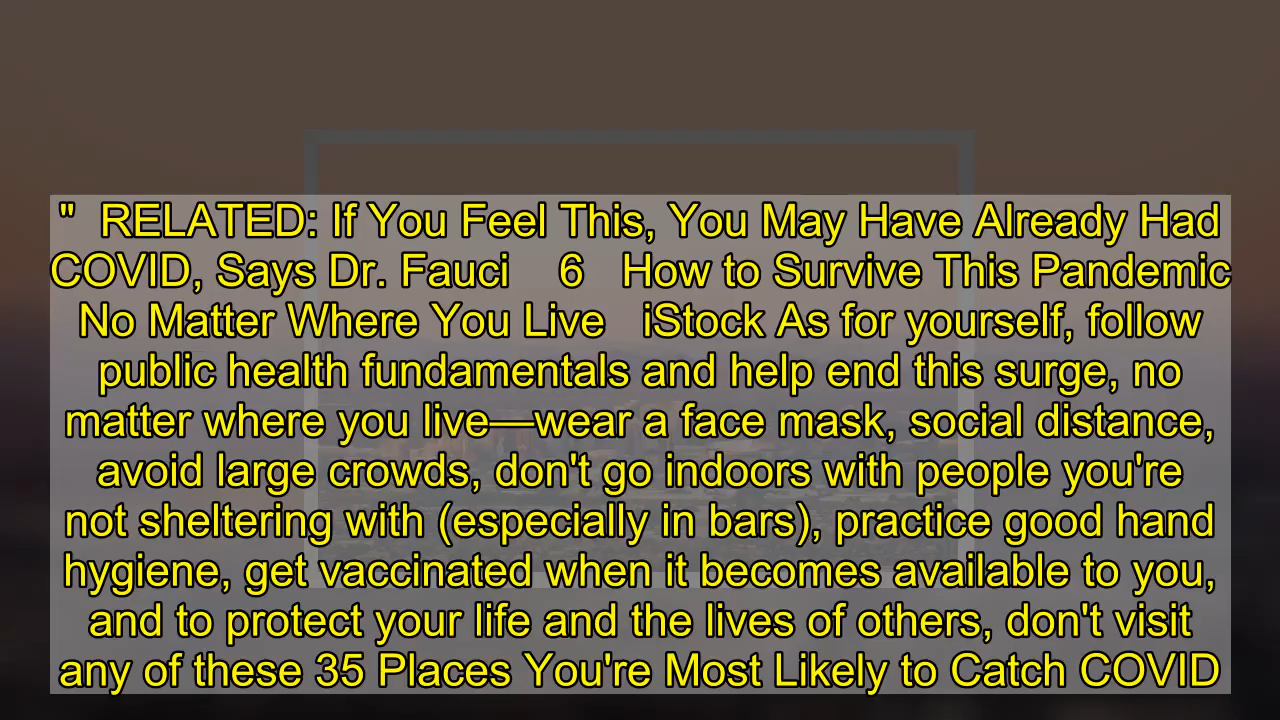 " RELATED: If You Feel This, You May Have Already Had
COVID, Says Dr. Fauci 6 How to Survive This Pandemic
No Matter Where You Live iStock As for yourself, follow
public health fundamentals and help end this surge, no
matter where you live—wear a face mask, social distance,
avoid large crowds, don't go indoors with people you're
not sheltering with (especially in bars), practice good hand
hygiene, get vaccinated when it becomes available to you,
and to protect your life and the lives of others, don't visit
any of these 35 Places You're Most Likely to Catch COVID